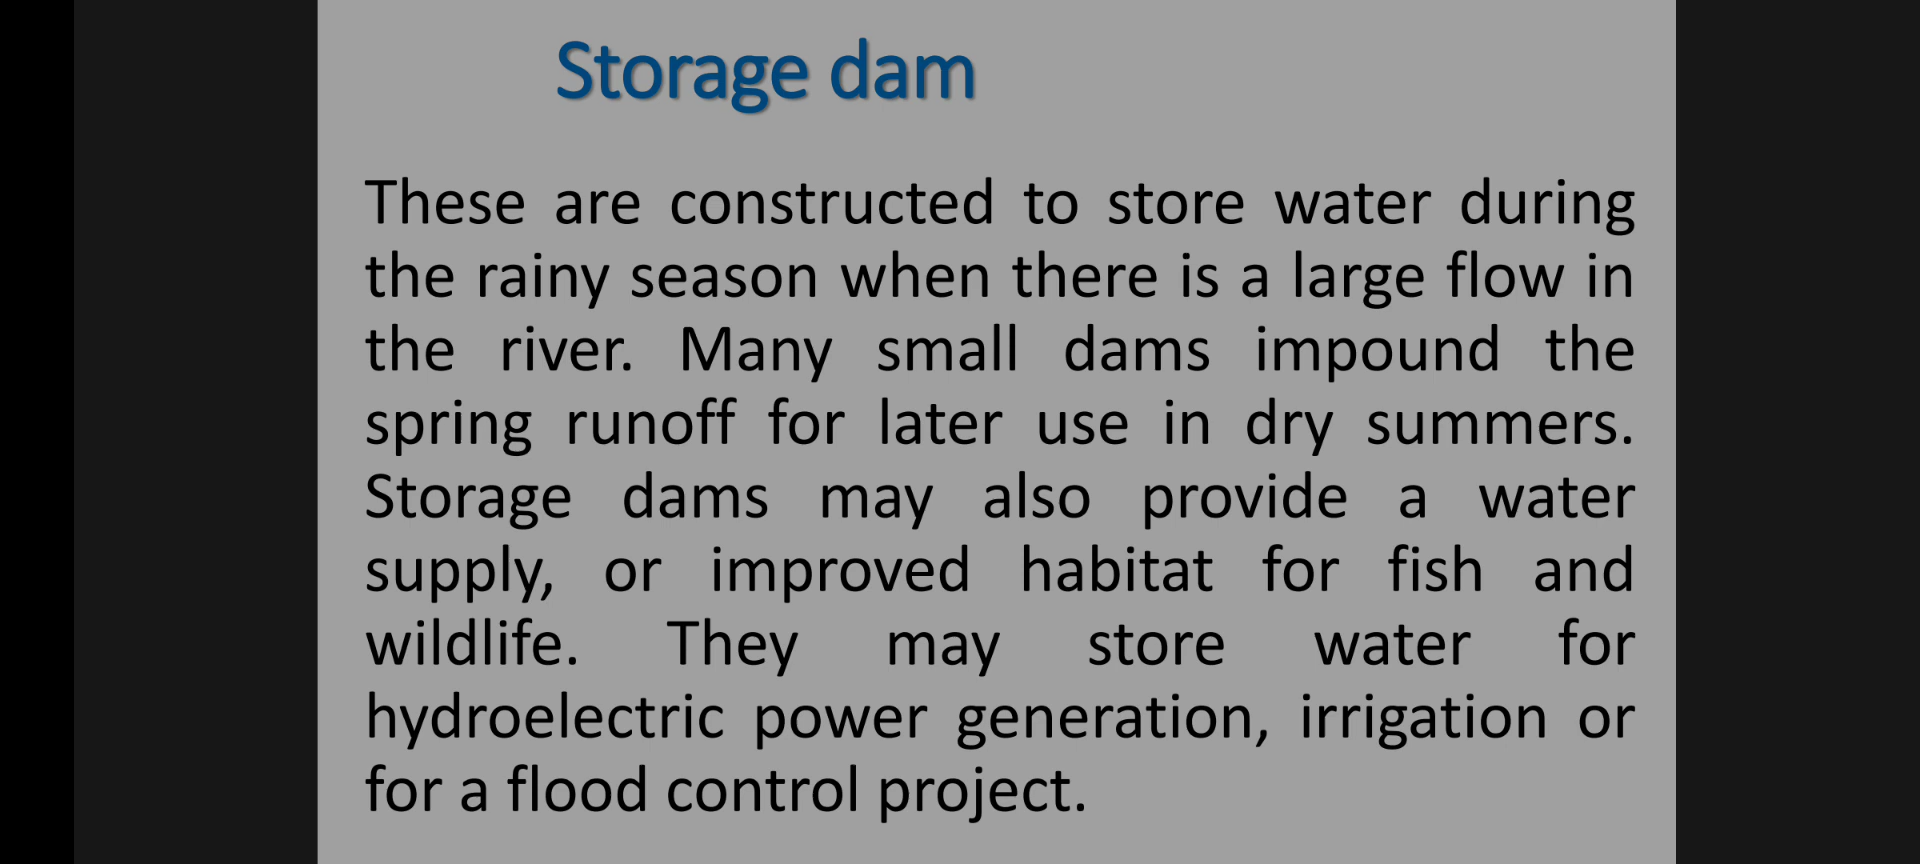 Storage dam
These are constructed to store water during
the rainy season when there is a large flow in
the river. Many small dams impound the
spring runoff for later use in dry summers.
Storage dams may also provide a water
supply, or improved habitat for fish and
wildlife. They may store water for
hydroelectric power generation, irrigation or
for a flood control project.